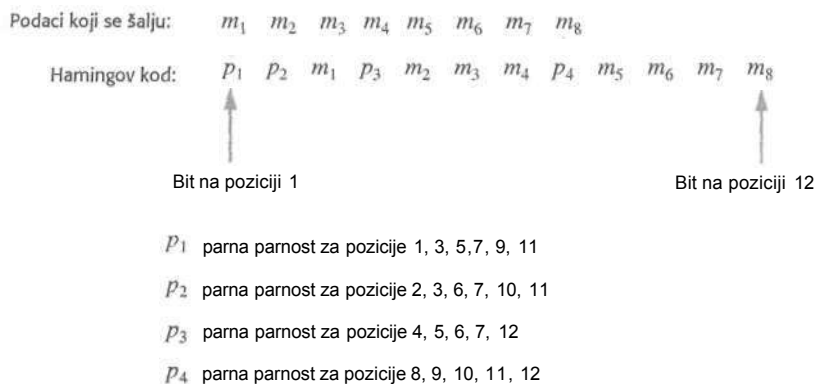 Podaci koji se šalju: m₁ m₂ m₃ m₄ m₅ m₆ m₇ m₈
Hamingov kod: p₁ p₂ m₁ p₃ m₂ m₃ m₄ p₄ m₅ m₆ m₇ m₈
Bit na poziciji 1 Bit na poziciji 12
p₁ parna parnost za pozicije 1, 3, 5,7, 9, 11
p₂ parna parnost za pozicije 2, 3, 6, 7, 10, 11
p₃ parna parnost za pozicije 4, 5, 6, 7, 12
p₄ parna parnost za pozicije 8, 9, 10, 11, 12